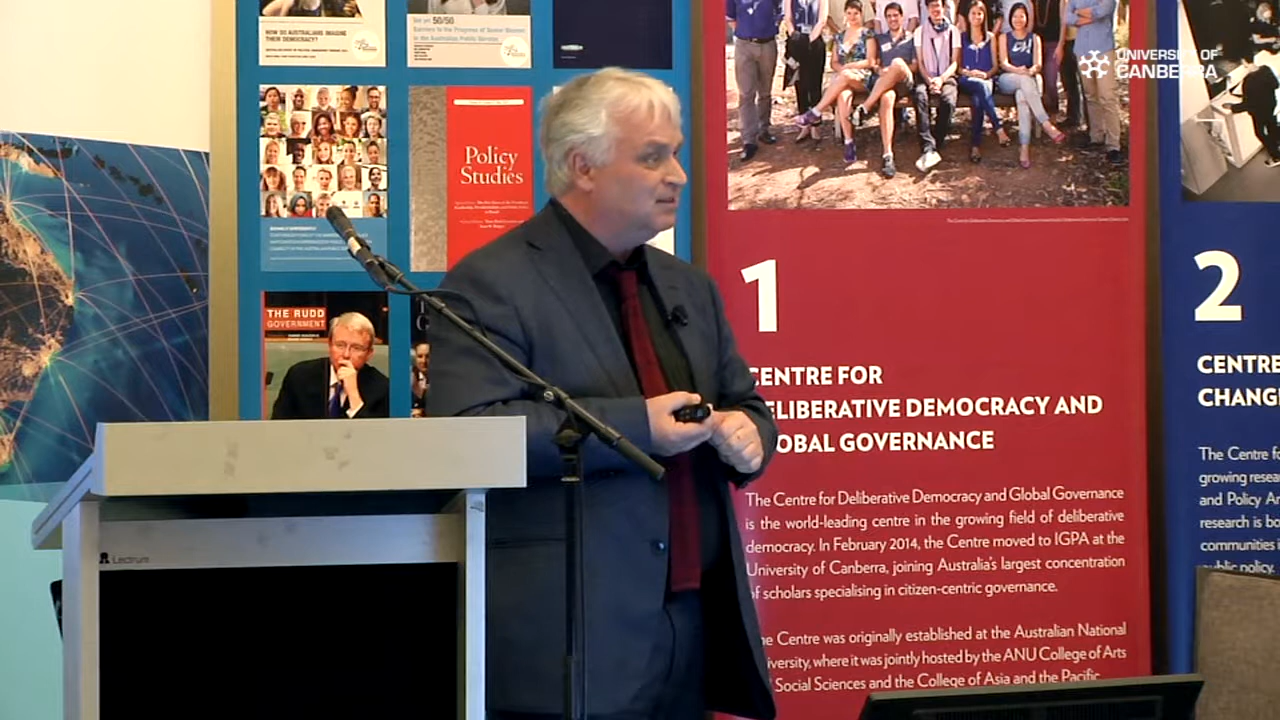 HOW DO AUSTRALIANS IMAGINE
THEIR DEMOCRACY?
50/50
Barriers to the Progress of Senior Women
in the Australian Public Service
Policy
Studies
THE RUDD
GOVERNMENT
Lectrum
UNIVERSITY OF
CANBERRA
1
CENTRE FOR
ELIBERATIVE DEMOCRACY AND
OBAL GOVERNANCE
The Centre for Deliberative Democracy and Global Governance
is the world-leading centre in the growing field of deliberative
democracy. In February 2014, the Centre moved to IGPA at the
University of Canberra, joining Australia's largest concentration
of scholars specialising in citizen-centric governance.
he Centre was originally established at the Australian National
iversity, where it was jointly hosted by the ANU College of Arts
Social Sciences and the College of Asia and the Pacific.
2
CENTRE
CHANG
The Centre fo
growing resea
and Policy An
research is bo
communities i
public policy.